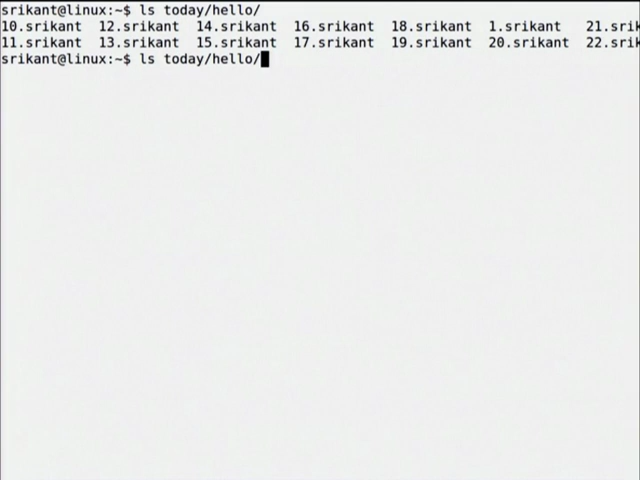 srikant@linux:~$ ls today/hello/
10.srikant 12.srikant 14.srikant 16.srikant 18.srikant 1.srikant 21.srik
11.srikant 13.srikant 15.srikant 17.srikant 19.srikant 20.srikant 22.srik
srikant@linux:~$ ls today/hello/